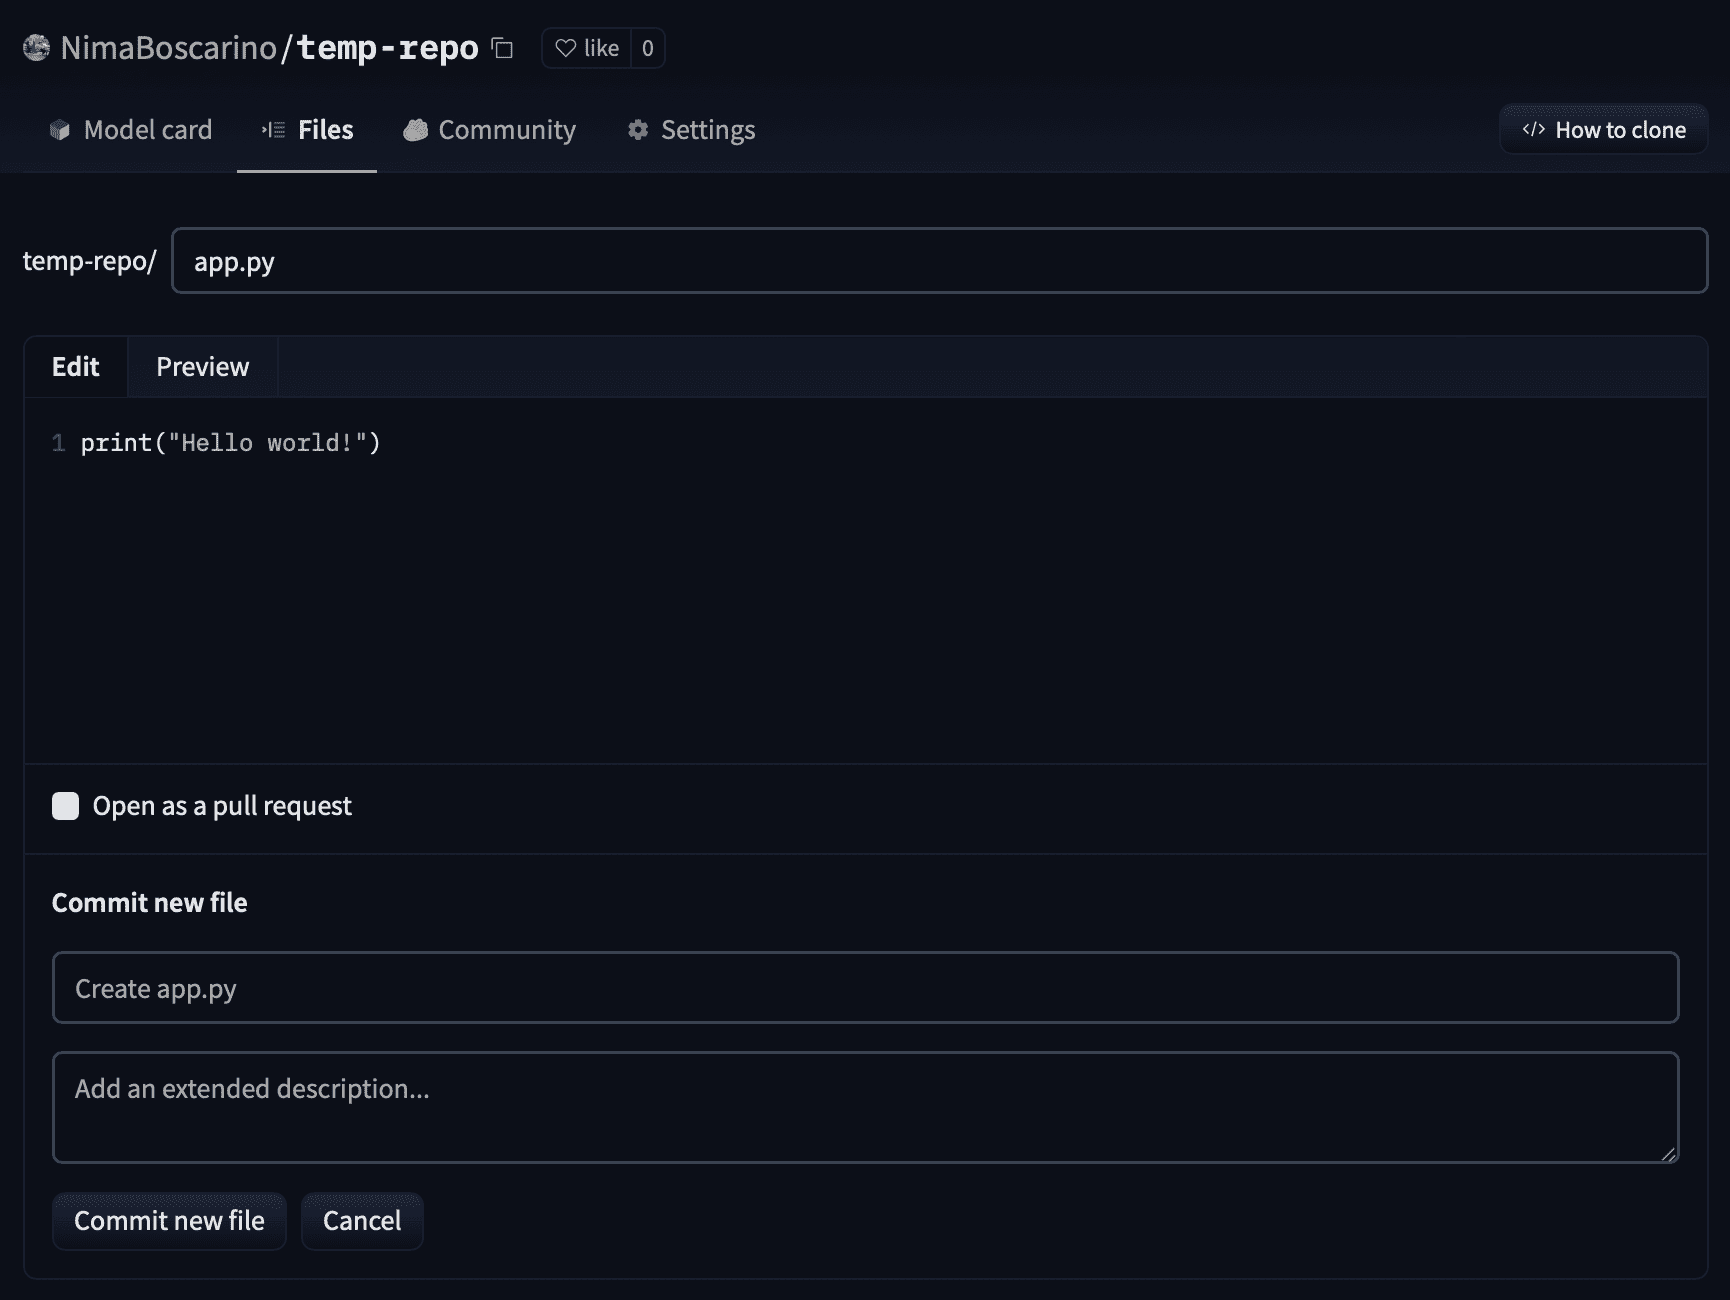 NimaBoscarino/temp-repo like 0
Model card Files Community Settings </> How to clone
temp-repo/ app.py
Edit Preview
1 print("Hello world!")
Open as a pull request
Commit new file
Create app.py
Add an extended description...
Commit new file Cancel